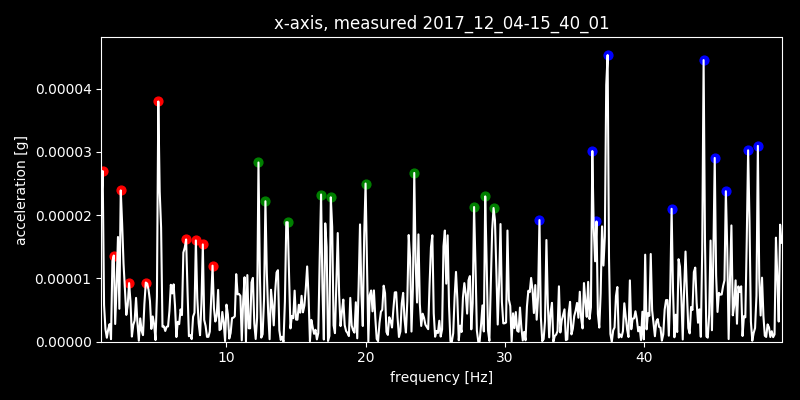 x-axis, measured 2017_12_04-15_40_01
acceleration [g]
0.00004
0.00003
0.00002
0.00001
0.00000
10 20 30 40
frequency [Hz]